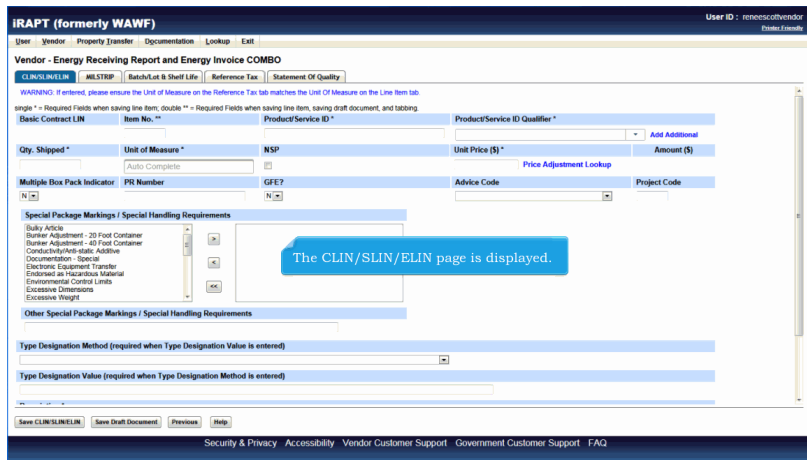 iRAPT (formerly WAWF)
User ID : reneescottvendor
Printer Friendly
User Vendor Property Transfer Documentation Lookup Exit
Vendor - Energy Receiving Report and Energy Invoice COMBO
CLIN/SLIN/ELIN MILSTRIP Batch/Lot & Shelf Life Reference Tax Statement Of Quality
WARNING: If entered, please ensure the Unit of Measure on the Reference Tax tab matches the Unit Of Measure on the Line Item tab.
single * = Required Fields when saving line item; double ** = Required Fields when saving line item, saving draft document, and tabbing.
Basic Contract LIN Item No. ** Product/Service ID * Product/Service ID Qualifier *
Add Additional
Qty. Shipped * Unit of Measure * NSP Unit Price ($) * Amount ($)
Auto Complete Price Adjustment Lookup
Multiple Box Pack Indicator PR Number GFE? Advice Code Project Code
N N
Special Package Markings / Special Handling Requirements
Bulky Article
Bunker Adjustment - 20 Foot Container
Bunker Adjustment - 40 Foot Container
Conductivity/Anti-static Additive
Documentation - Special
Electronic Equipment Transfer
Endorsed as Hazardous Material
Environmental Control Limits
Excessive Dimensions
Excessive Weight
>
<
<<
The CLIN/SLIN/ELIN page is displayed.
Other Special Package Markings / Special Handling Requirements
Type Designation Method (required when Type Designation Value is entered)
Type Designation Value (required when Type Designation Method is entered)
Save CLIN/SLIN/ELIN Save Draft Document Previous Help
Security & Privacy Accessibility Vendor Customer Support Government Customer Support FAQ